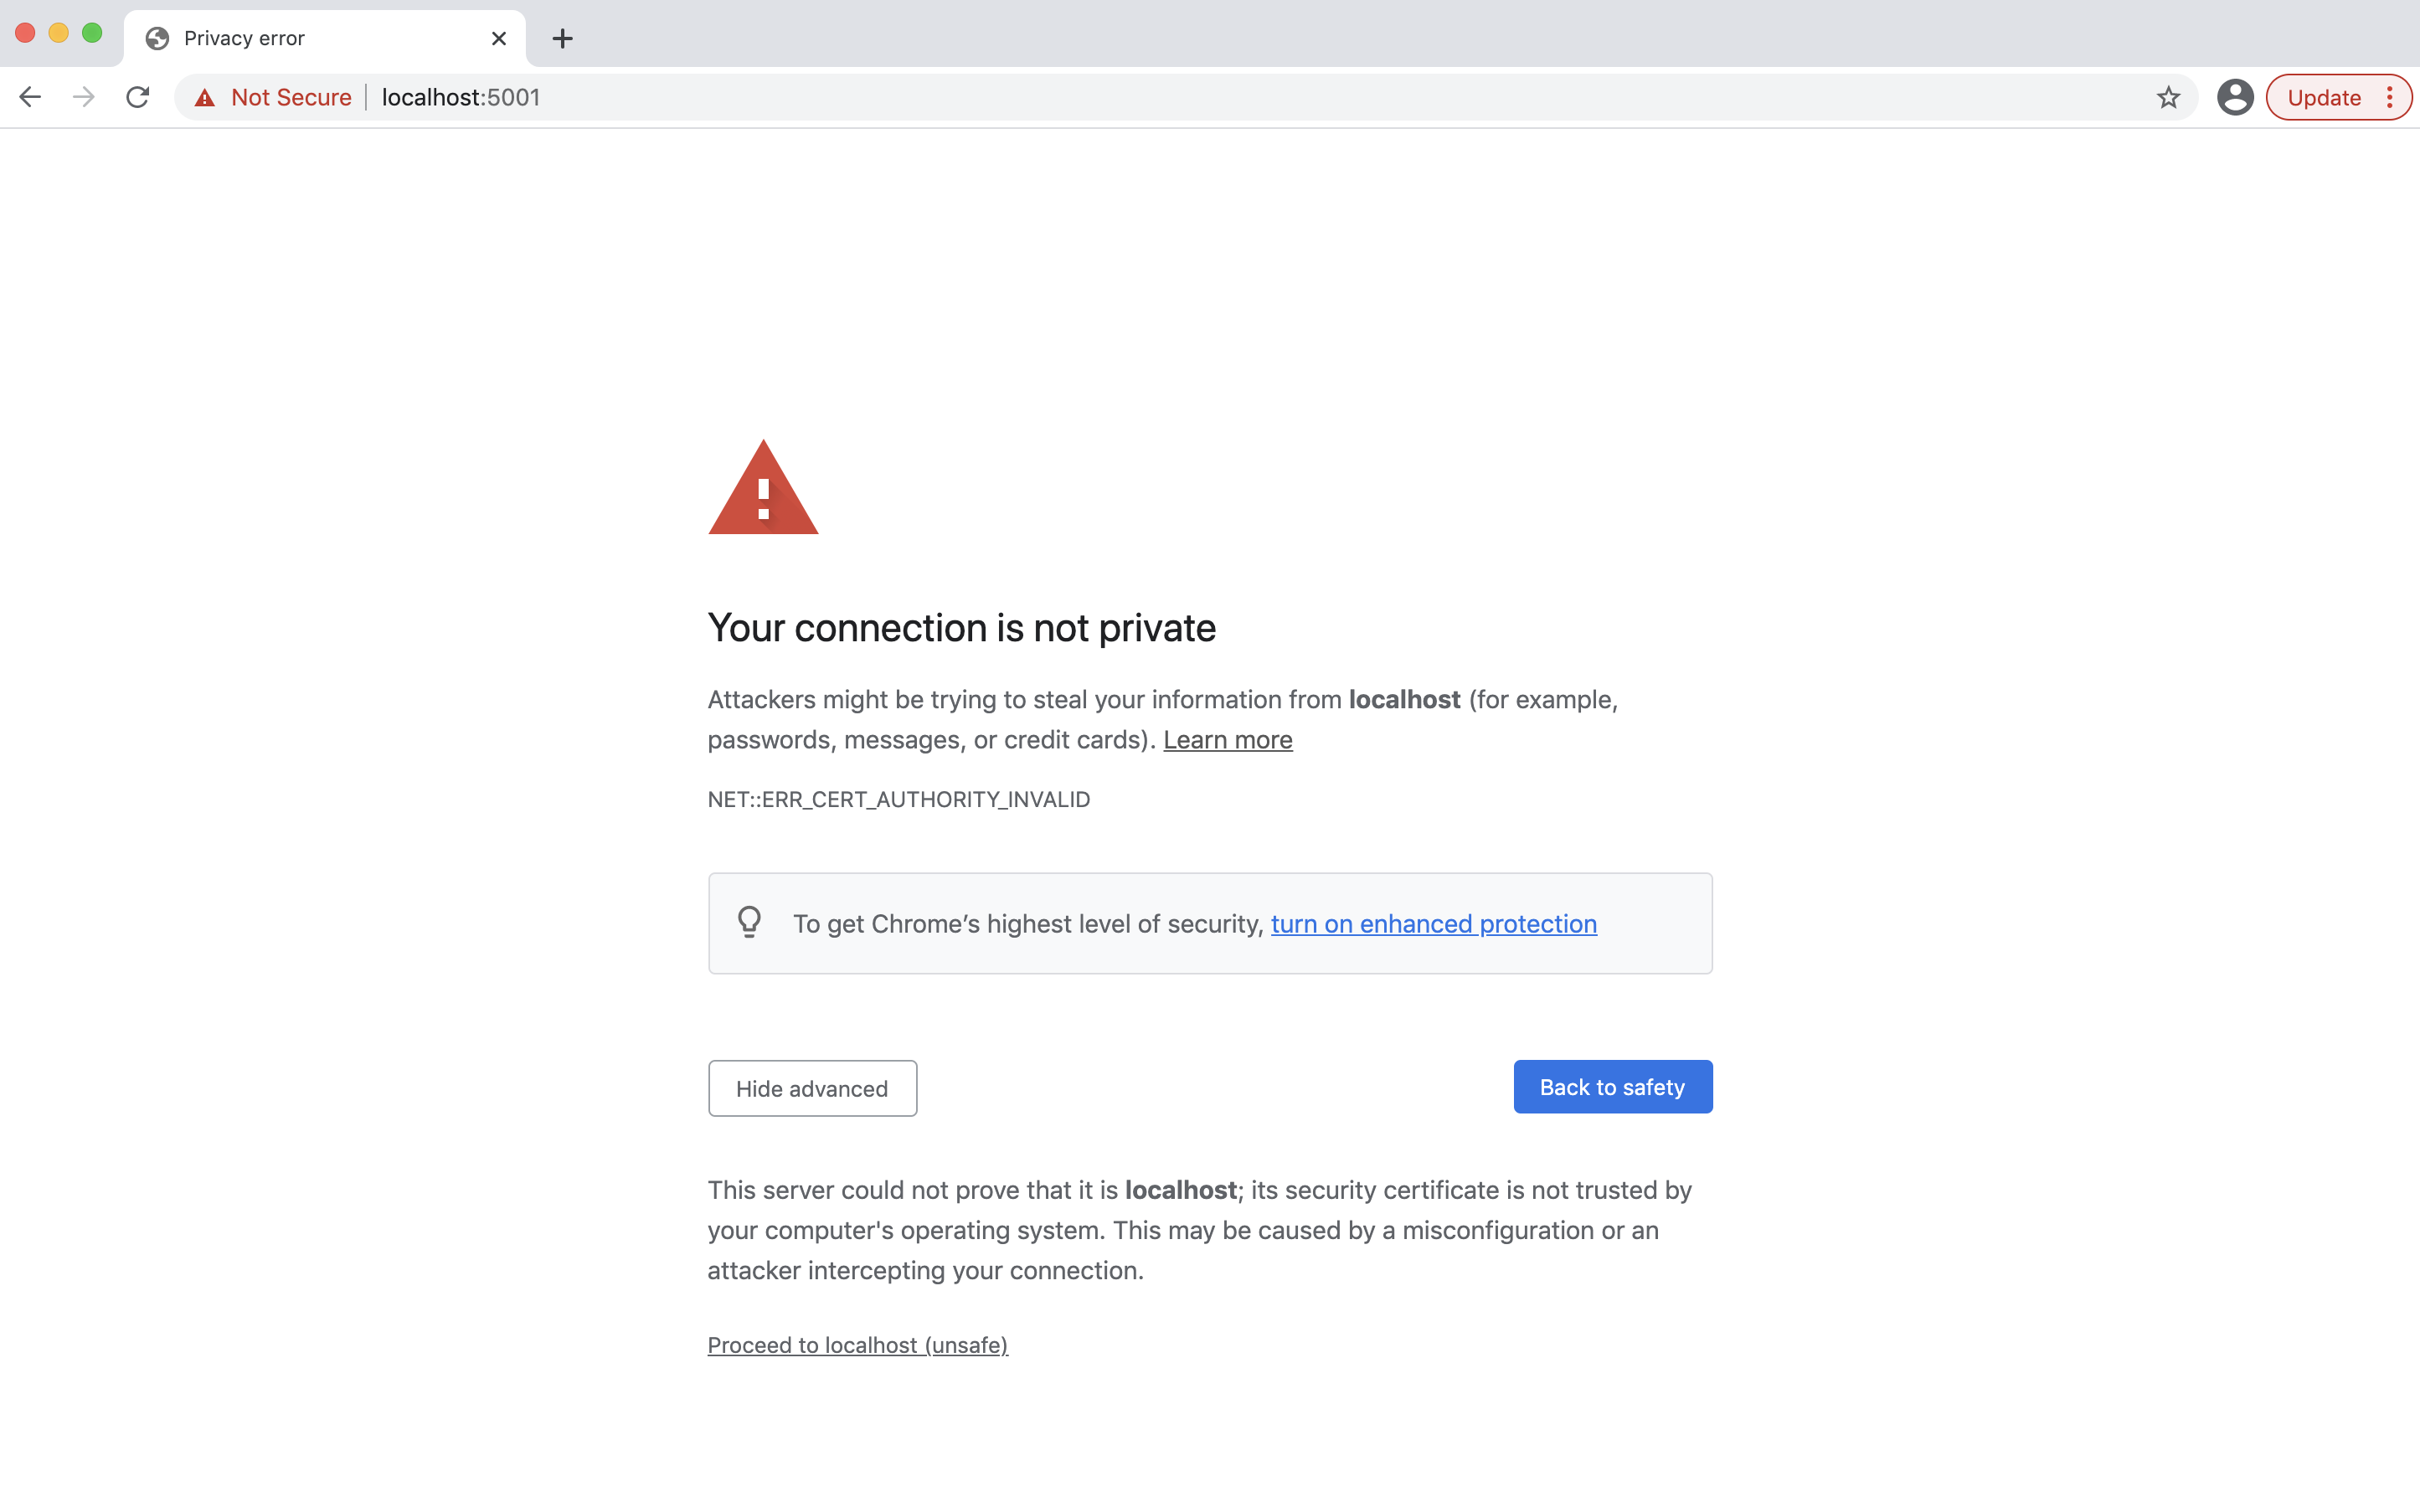 Privacy error
Not Secure
localhost:5001
Update
Your connection is not private
Attackers might be trying to steal your information from localhost (for example,
passwords, messages, or credit cards). Learn more
NET::ERR_CERT_AUTHORITY_INVALID
To get Chrome’s highest level of security, turn on enhanced protection
Hide advanced
Back to safety
This server could not prove that it is localhost; its security certificate is not trusted by
your computer's operating system. This may be caused by a misconfiguration or an
attacker intercepting your connection.
Proceed to localhost (unsafe)